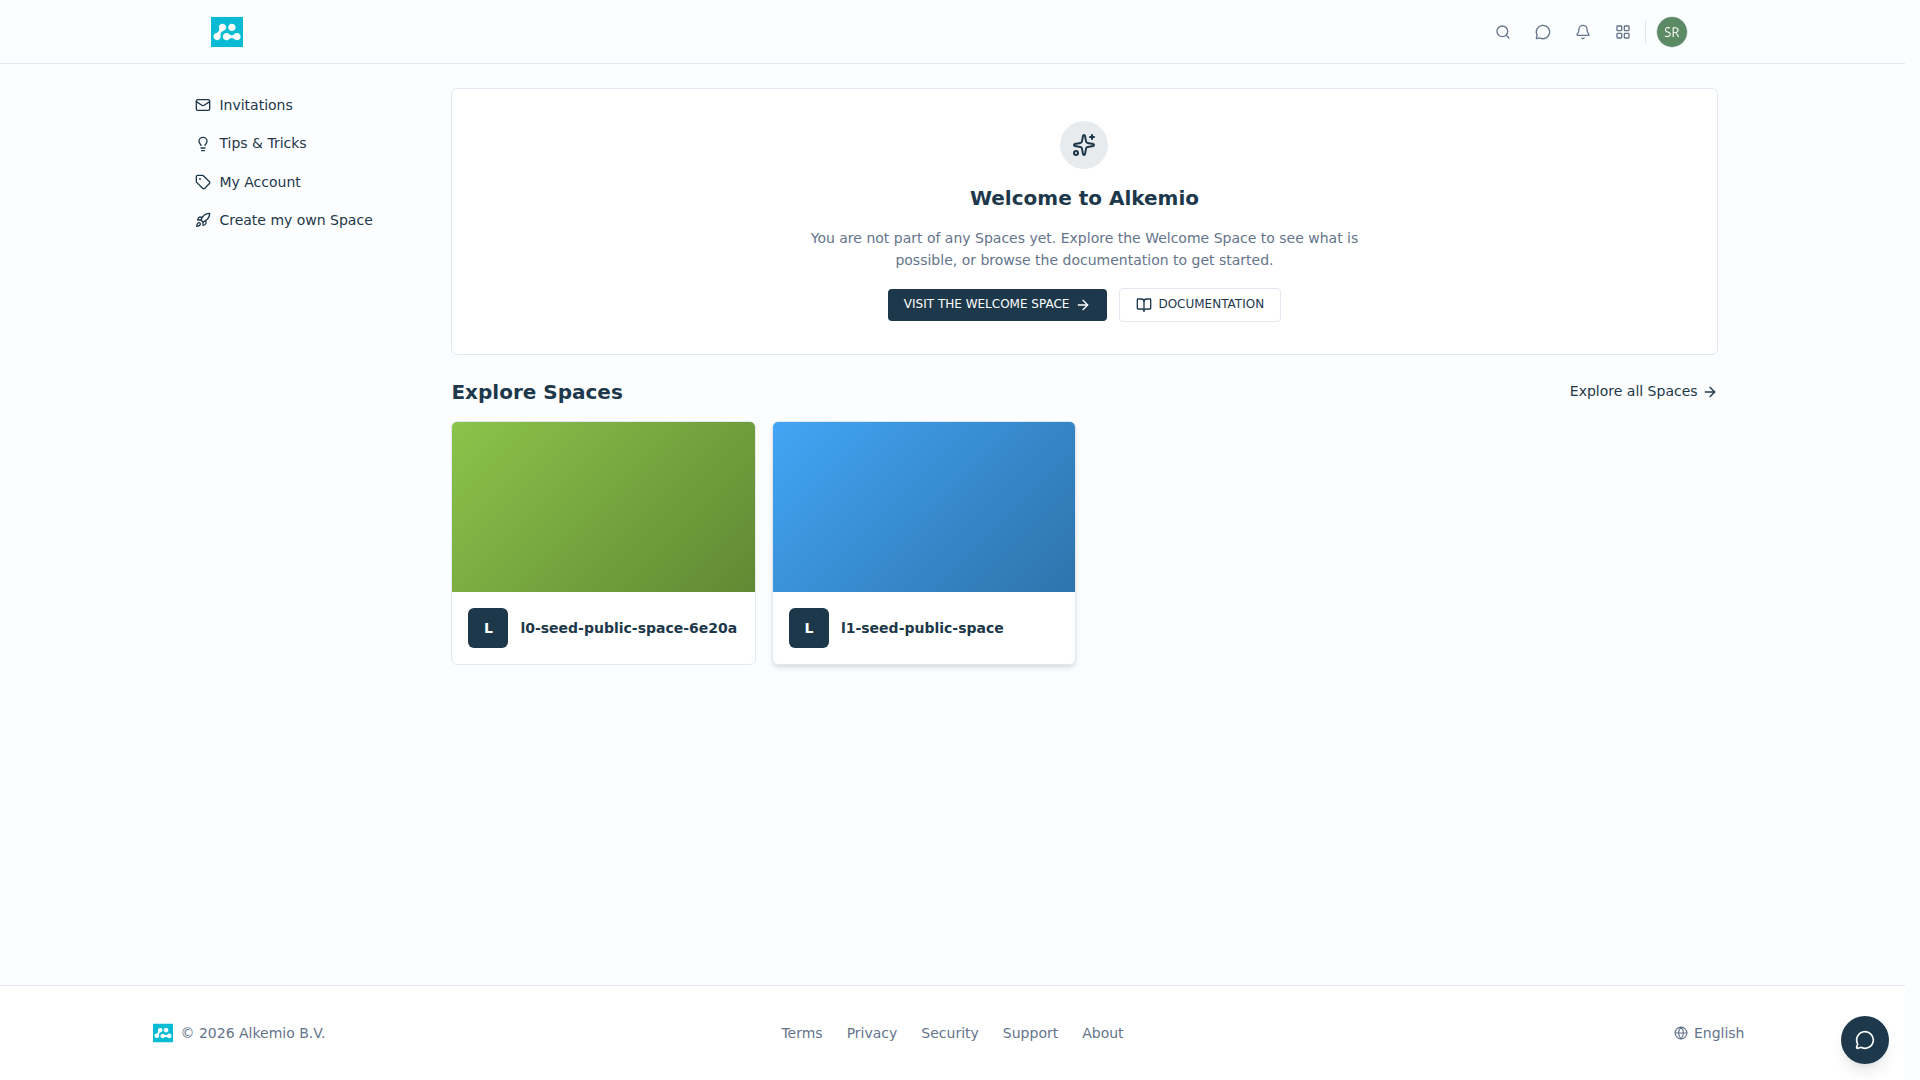 SR
Invitations
Tips & Tricks
My Account
Create my own Space
Welcome to Alkemio
You are not part of any Spaces yet. Explore the Welcome Space to see what is
possible, or browse the documentation to get started.
VISIT THE WELCOME SPACE
DOCUMENTATION
Explore Spaces
Explore all Spaces
L
l0-seed-public-space-6e20a
L
l1-seed-public-space
© 2026 Alkemio B.V.
Terms
Privacy
Security
Support
About
English